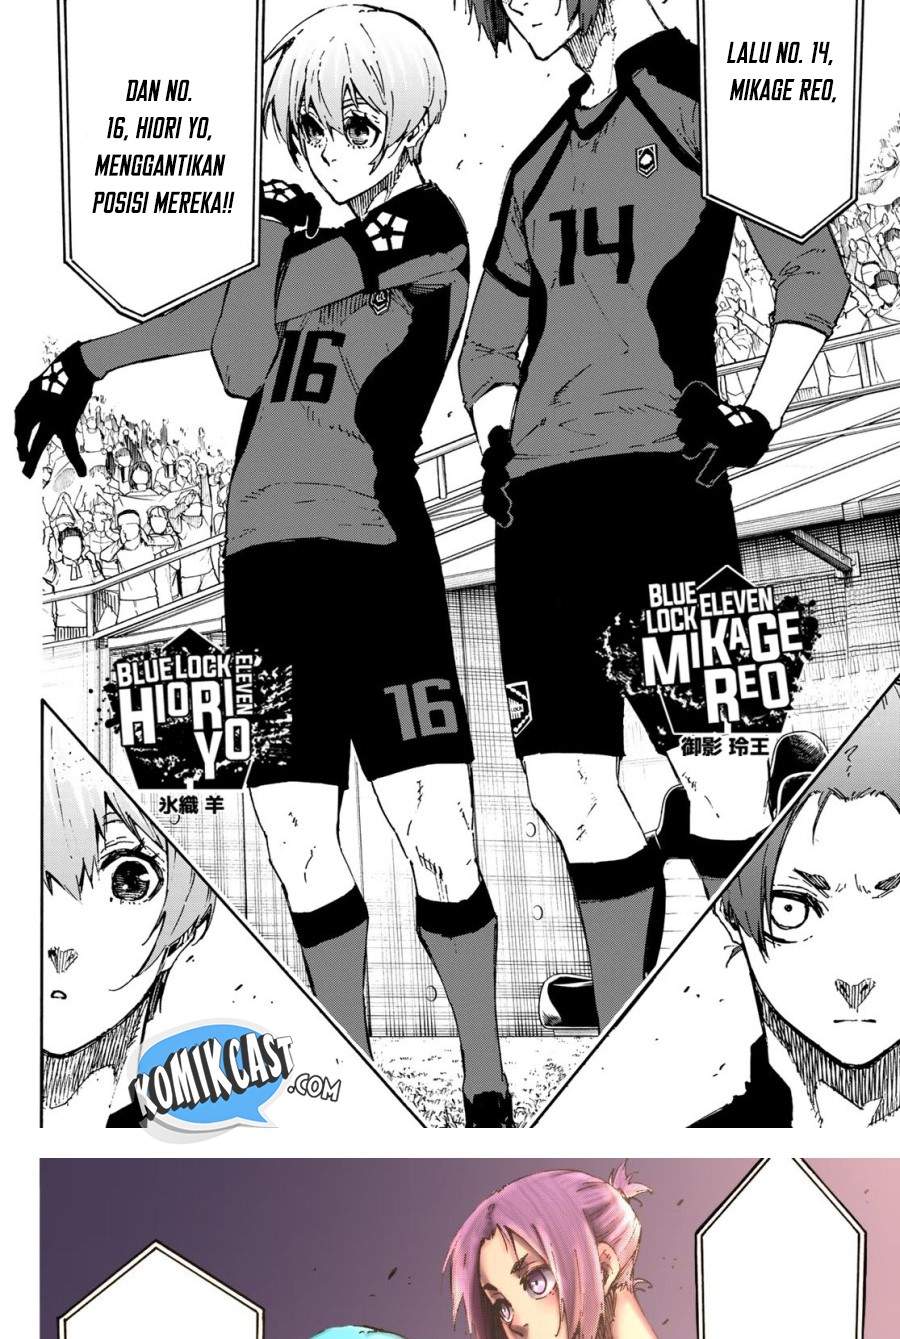 LALU NO. 14,
MIKAGE REO,
DAN NO.
16, HIORI YO,
MENGGANTIKAN
POSISI MEREKA!!
14
16
BLUE
LOCK ELEVEN
MIKAGE
REO
御影 玲王
BLUE LOCK
ELEVEN
HIORI
YO
氷織 羊
16
KOMIKCAST
.COM